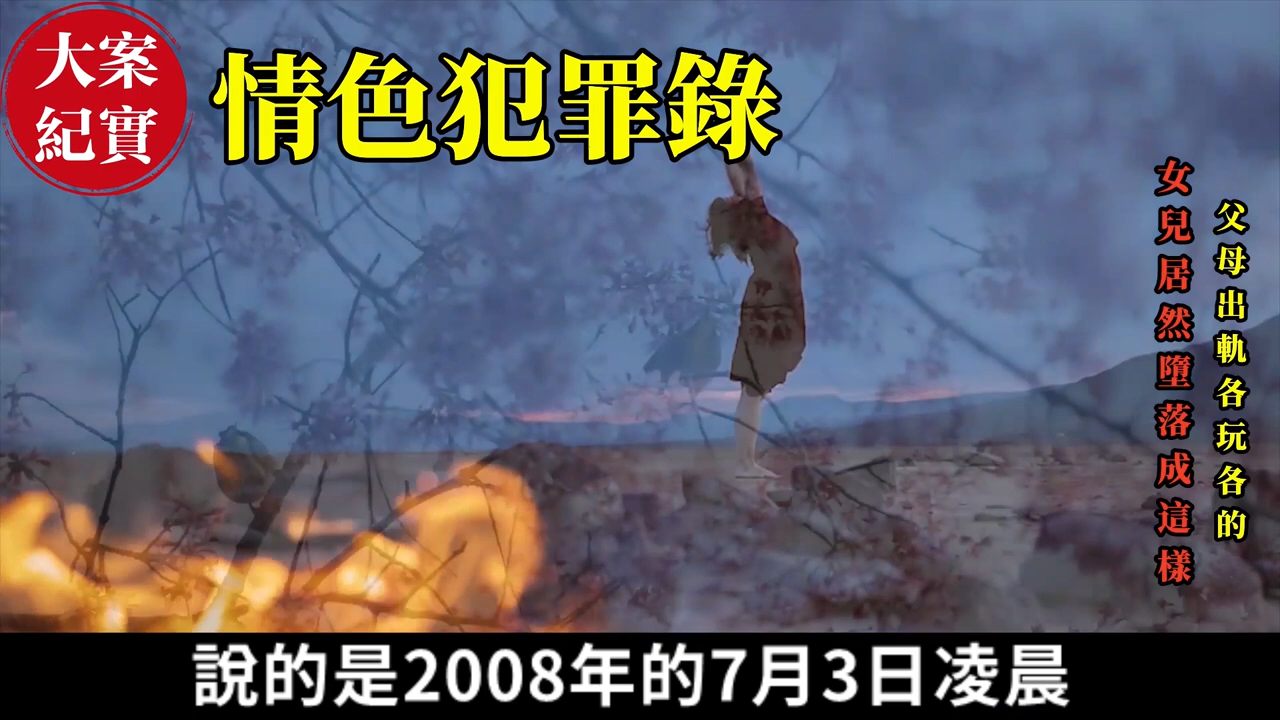 大案
紀實
情色犯罪錄
父母出軌各玩各的
女兒居然墮落成這樣
說的是2008年的7月3日凌晨